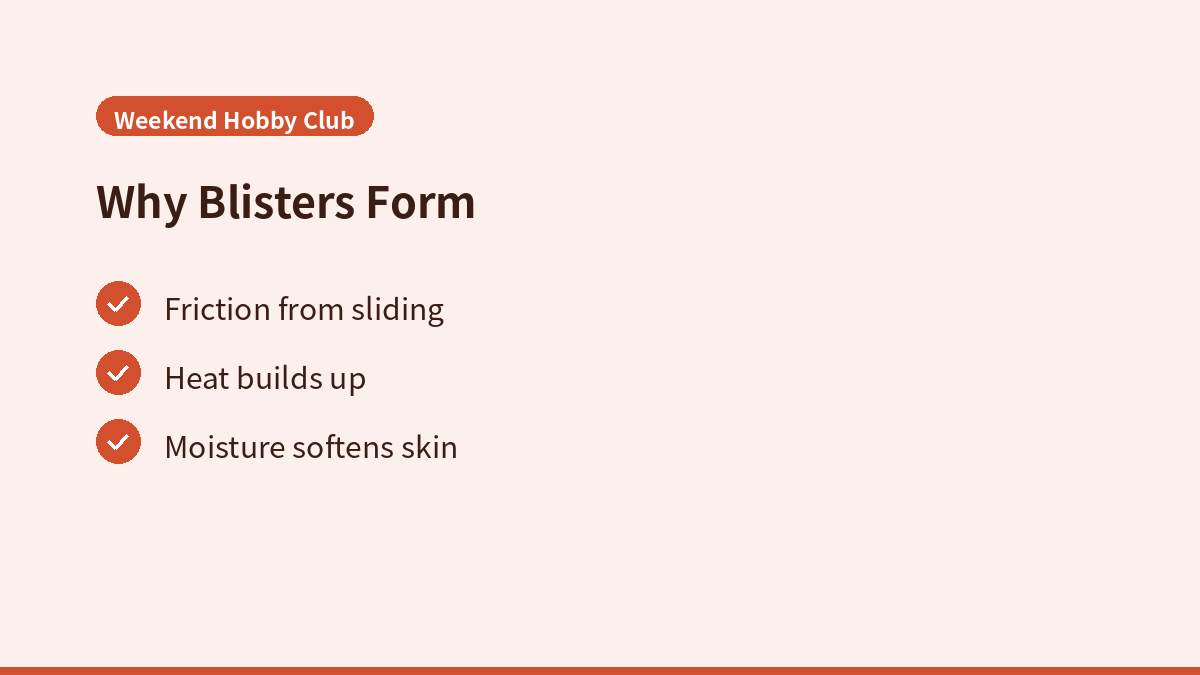 Weekend Hobby Club
Why Blisters Form
Friction from sliding
Heat builds up
Moisture softens skin